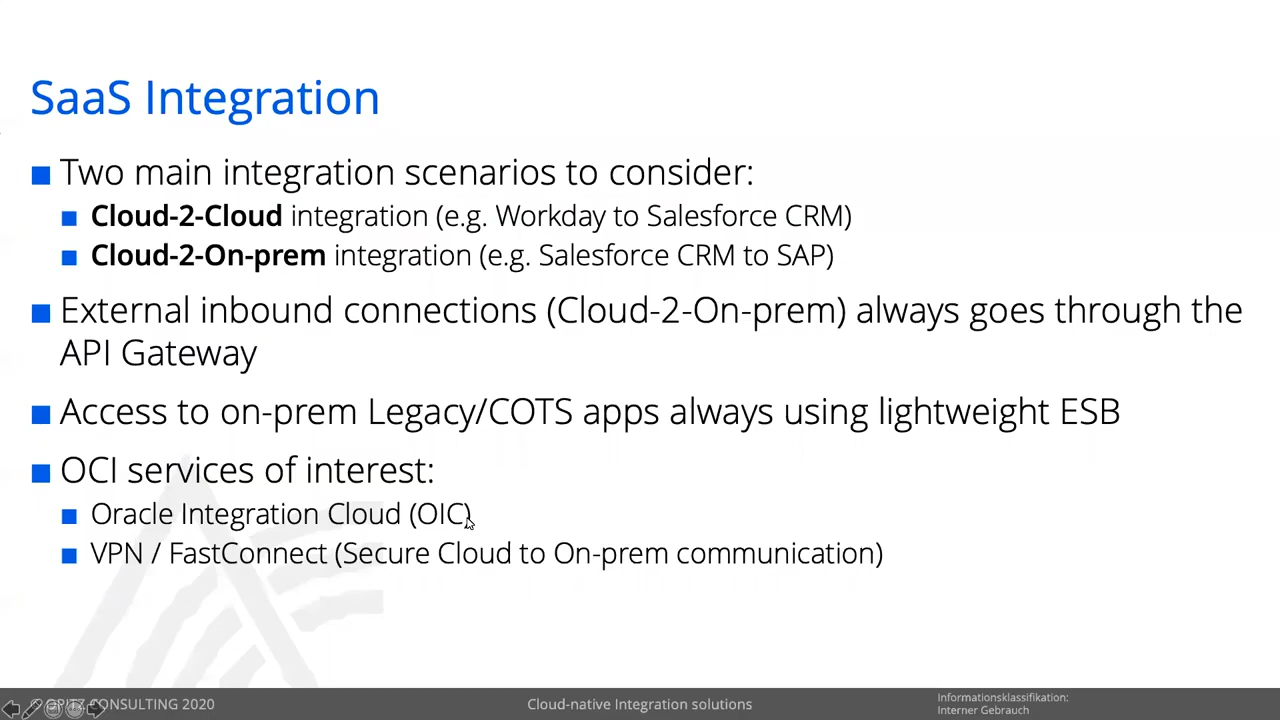 SaaS Integration
Two main integration scenarios to consider:
Cloud-2-Cloud integration (e.g. Workday to Salesforce CRM)
Cloud-2-On-prem integration (e.g. Salesforce CRM to SAP)
External inbound connections (Cloud-2-On-prem) always goes through the
API Gateway
Access to on-prem Legacy/COTS apps always using lightweight ESB
OCI services of interest:
Oracle Integration Cloud (OIC)
VPN / FastConnect (Secure Cloud to On-prem communication)
© OPITZ CONSULTING 2020
Cloud-native Integration solutions
Informationsklassifikation:
Interner Gebrauch